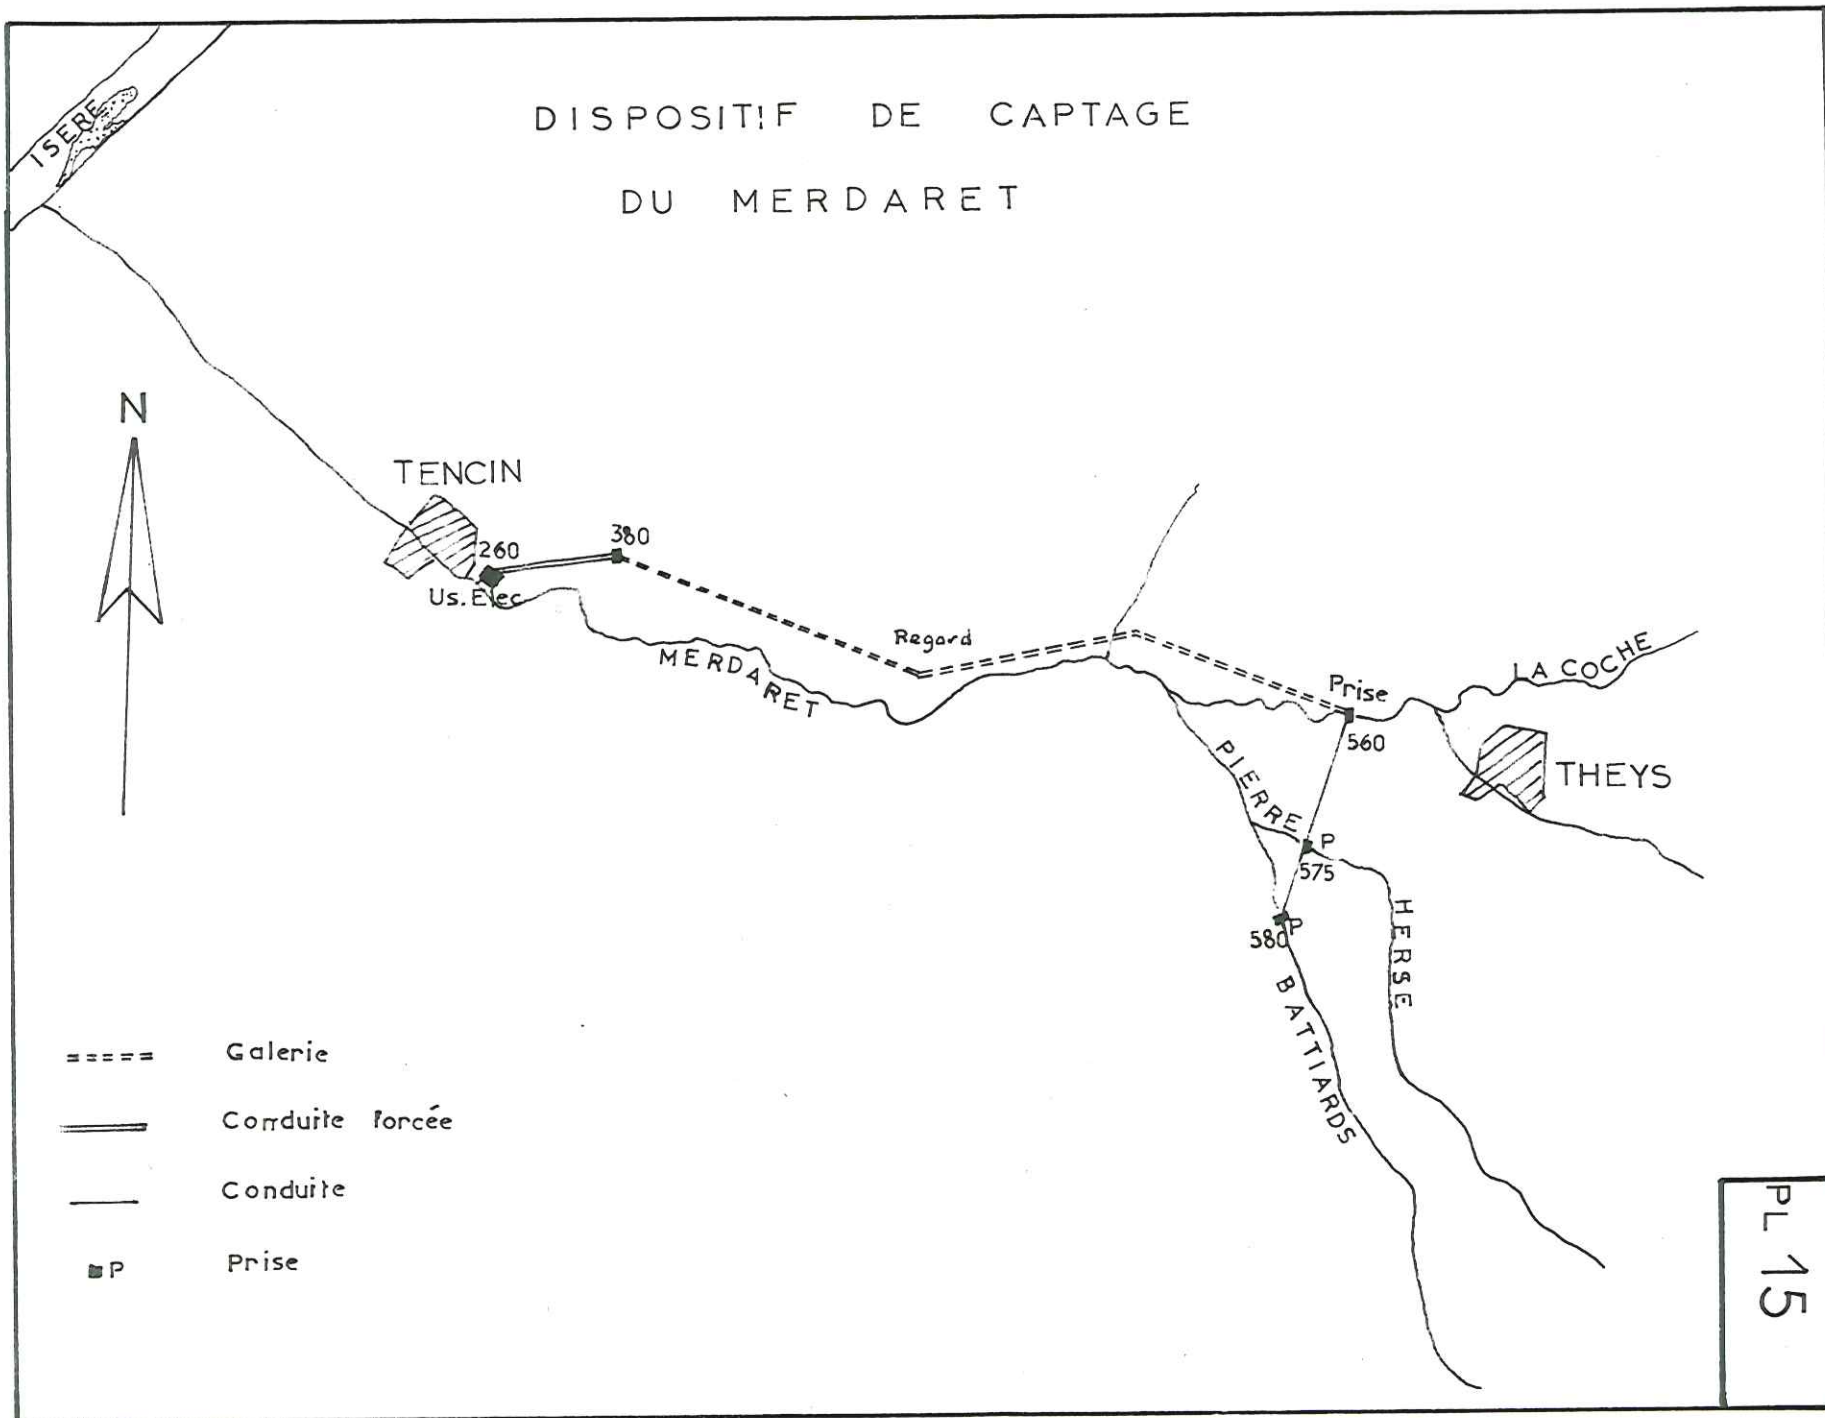 DISPOSITIF DE CAPTAGE
DU MERDARET
ISERE
N
TENCIN
260
380
Us. Elec
MERDARET
Regard
Prise
560
LA COCHE
THEYS
PIERRE
P
575
HERSE
P
580
BATTIARDS
Galerie
Conduite forcée
Conduite
P Prise
PL 15